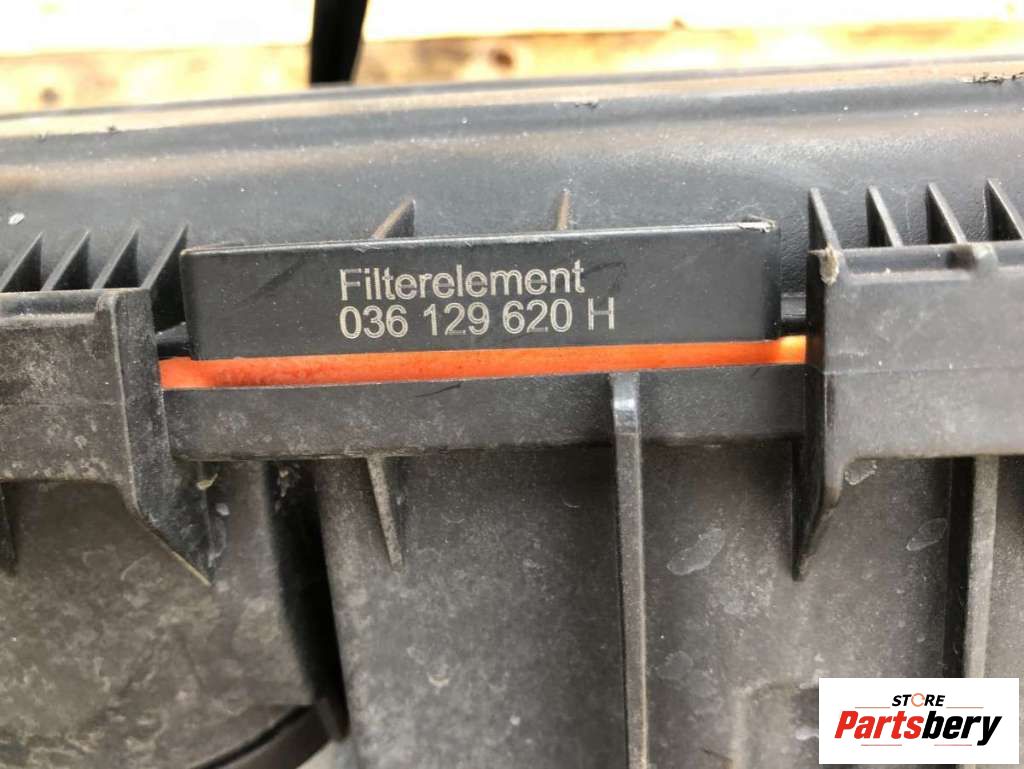 Filterelement
036 129 620 H
STORE
Partsbery